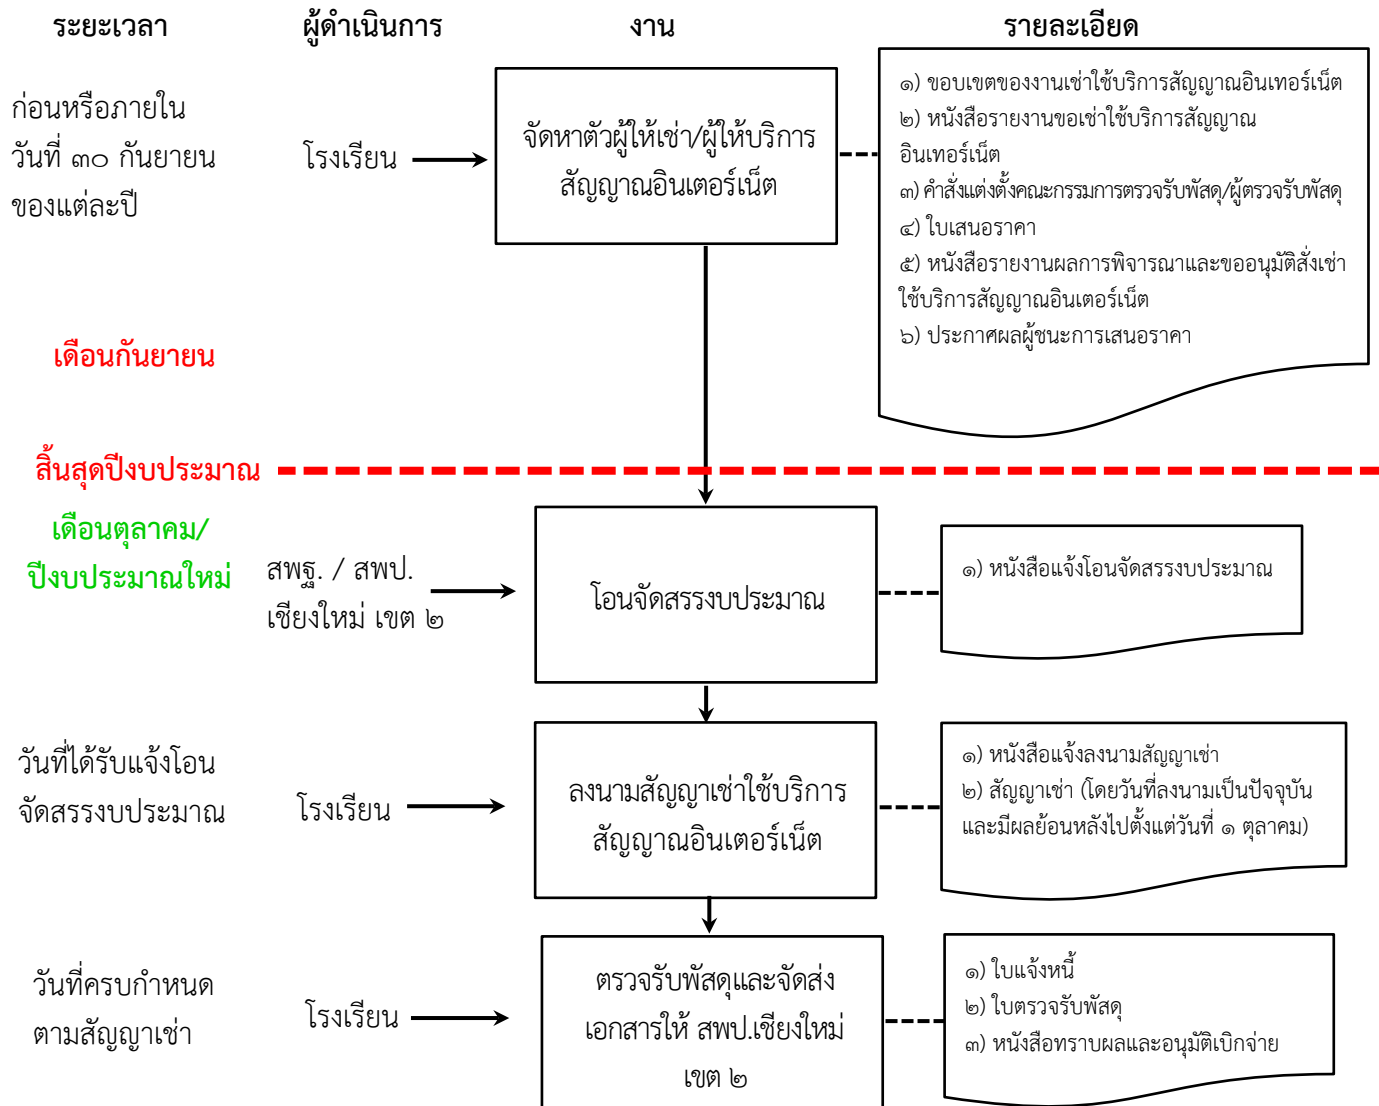 ระยะเวลา ผู้ดำเนินการ งาน รายละเอียด
ก่อนหรือภายใน
วันที่ ๓๐ กันยายน
ของแต่ละปี
โรงเรียน
จัดหาตัวผู้ให้เช่า/ผู้ให้บริการ
สัญญาณอินเตอร์เน็ต
๑) ขอบเขตของงานเช่าใช้บริการสัญญาณอินเทอร์เน็ต
๒) หนังสือรายงานขอเช่าใช้บริการสัญญาณ
อินเทอร์เน็ต
๓) คำสั่งแต่งตั้งคณะกรรมการตรวจรับพัสดุ/ผู้ตรวจรับพัสดุ
๔) ใบเสนอราคา
๕) หนังสือรายงานผลการพิจารณาและขออนุมัติสั่งเช่า
ใช้บริการสัญญาณอินเตอร์เน็ต
๖) ประกาศผลผู้ชนะการเสนอราคา
เดือนกันยายน
สิ้นสุดปีงบประมาณ
เดือนตุลาคม/
ปีงบประมาณใหม่
สพฐ. / สพป.
เชียงใหม่ เขต ๒
โอนจัดสรรงบประมาณ
๑) หนังสือแจ้งโอนจัดสรรงบประมาณ
วันที่ได้รับแจ้งโอน
จัดสรรงบประมาณ
โรงเรียน
ลงนามสัญญาเช่าใช้บริการ
สัญญาณอินเตอร์เน็ต
๑) หนังสือแจ้งลงนามสัญญาเช่า
๒) สัญญาเช่า (โดยวันที่ลงนามเป็นปัจจุบัน
และมีผลย้อนหลังไปตั้งแต่วันที่ ๑ ตุลาคม)
วันที่ครบกำหนด
ตามสัญญาเช่า
โรงเรียน
ตรวจรับพัสดุและจัดส่ง
เอกสารให้ สพป.เชียงใหม่
เขต ๒
๑) ใบแจ้งหนี้
๒) ใบตรวจรับพัสดุ
๓) หนังสือทราบผลและอนุมัติเบิกจ่าย